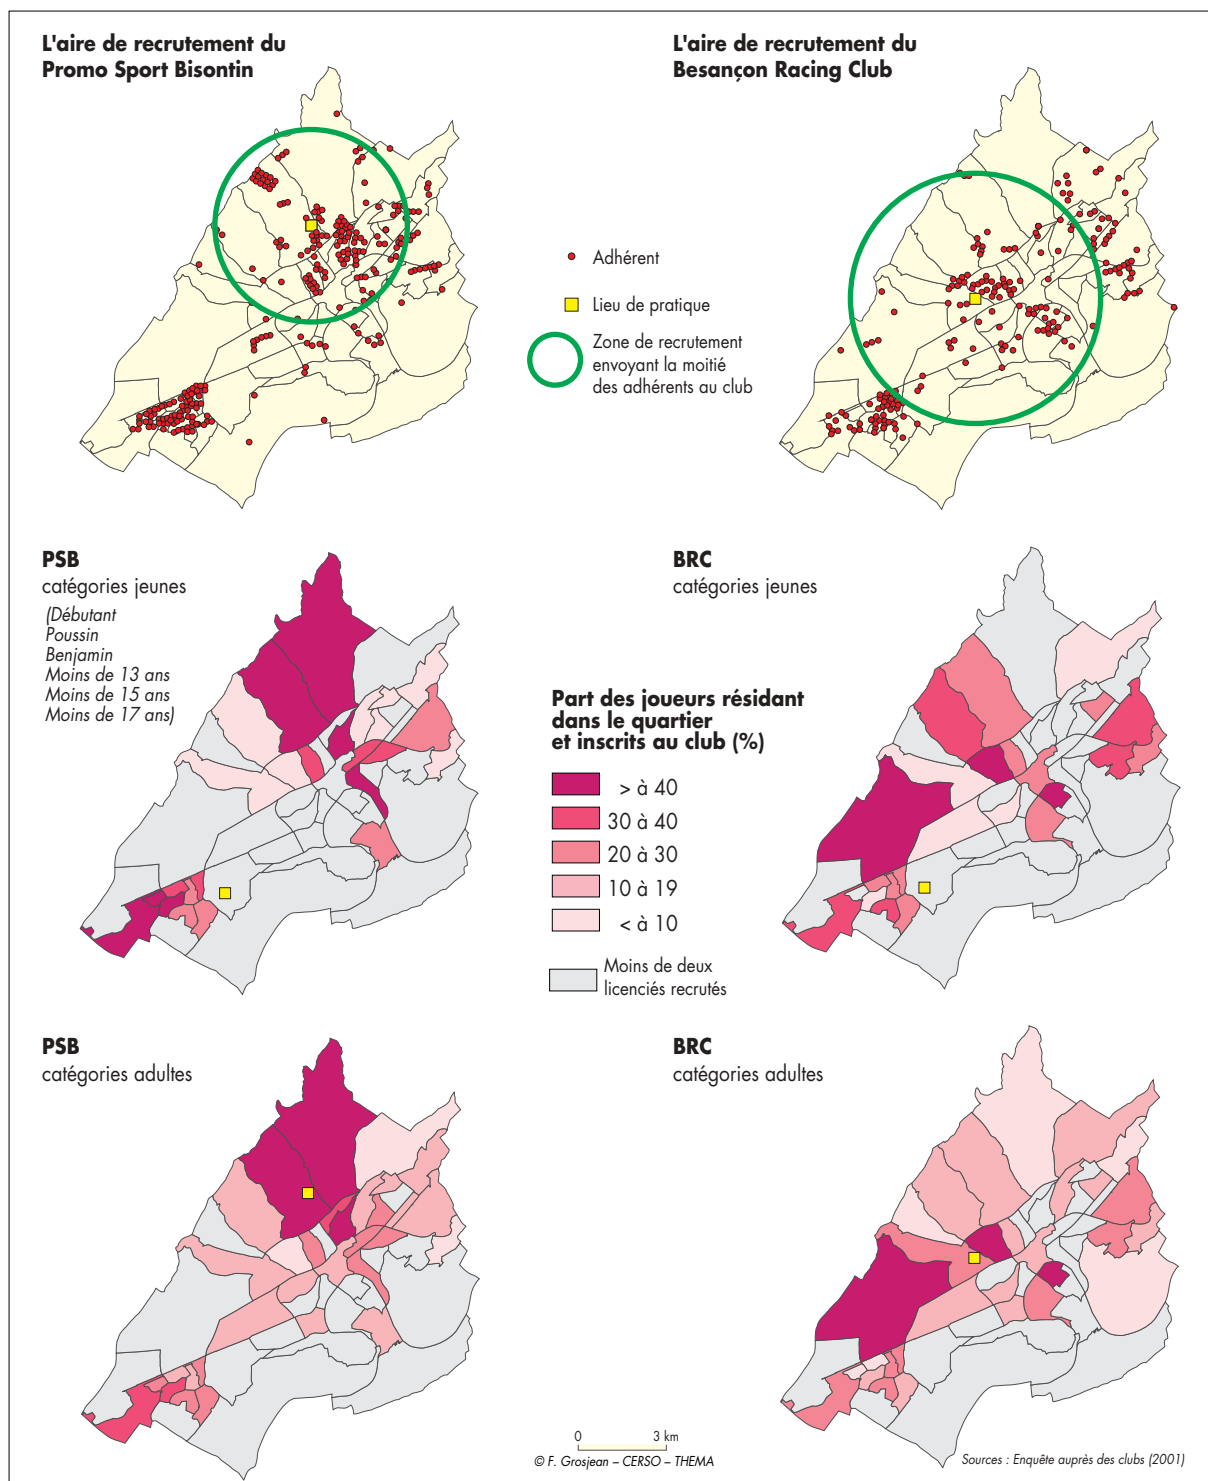 L'aire de recrutement du
Promo Sport Bisontin
L'aire de recrutement du
Besançon Racing Club
Adhérent
Lieu de pratique
Zone de recrutement
envoyant la moitié
des adhérents au club
PSB
catégories jeunes
(Débutant
Poussin
Benjamin
Moins de 13 ans
Moins de 15 ans
Moins de 17 ans)
BRC
catégories jeunes
Part des joueurs résidant
dans le quartier
et inscrits au club (%)
> à 40
30 à 40
20 à 30
10 à 19
< à 10
Moins de deux
licenciés recrutés
PSB
catégories adultes
BRC
catégories adultes
0 3 km
© F. Grosjean – CERSO – THEMA
Sources : Enquête auprès des clubs (2001)